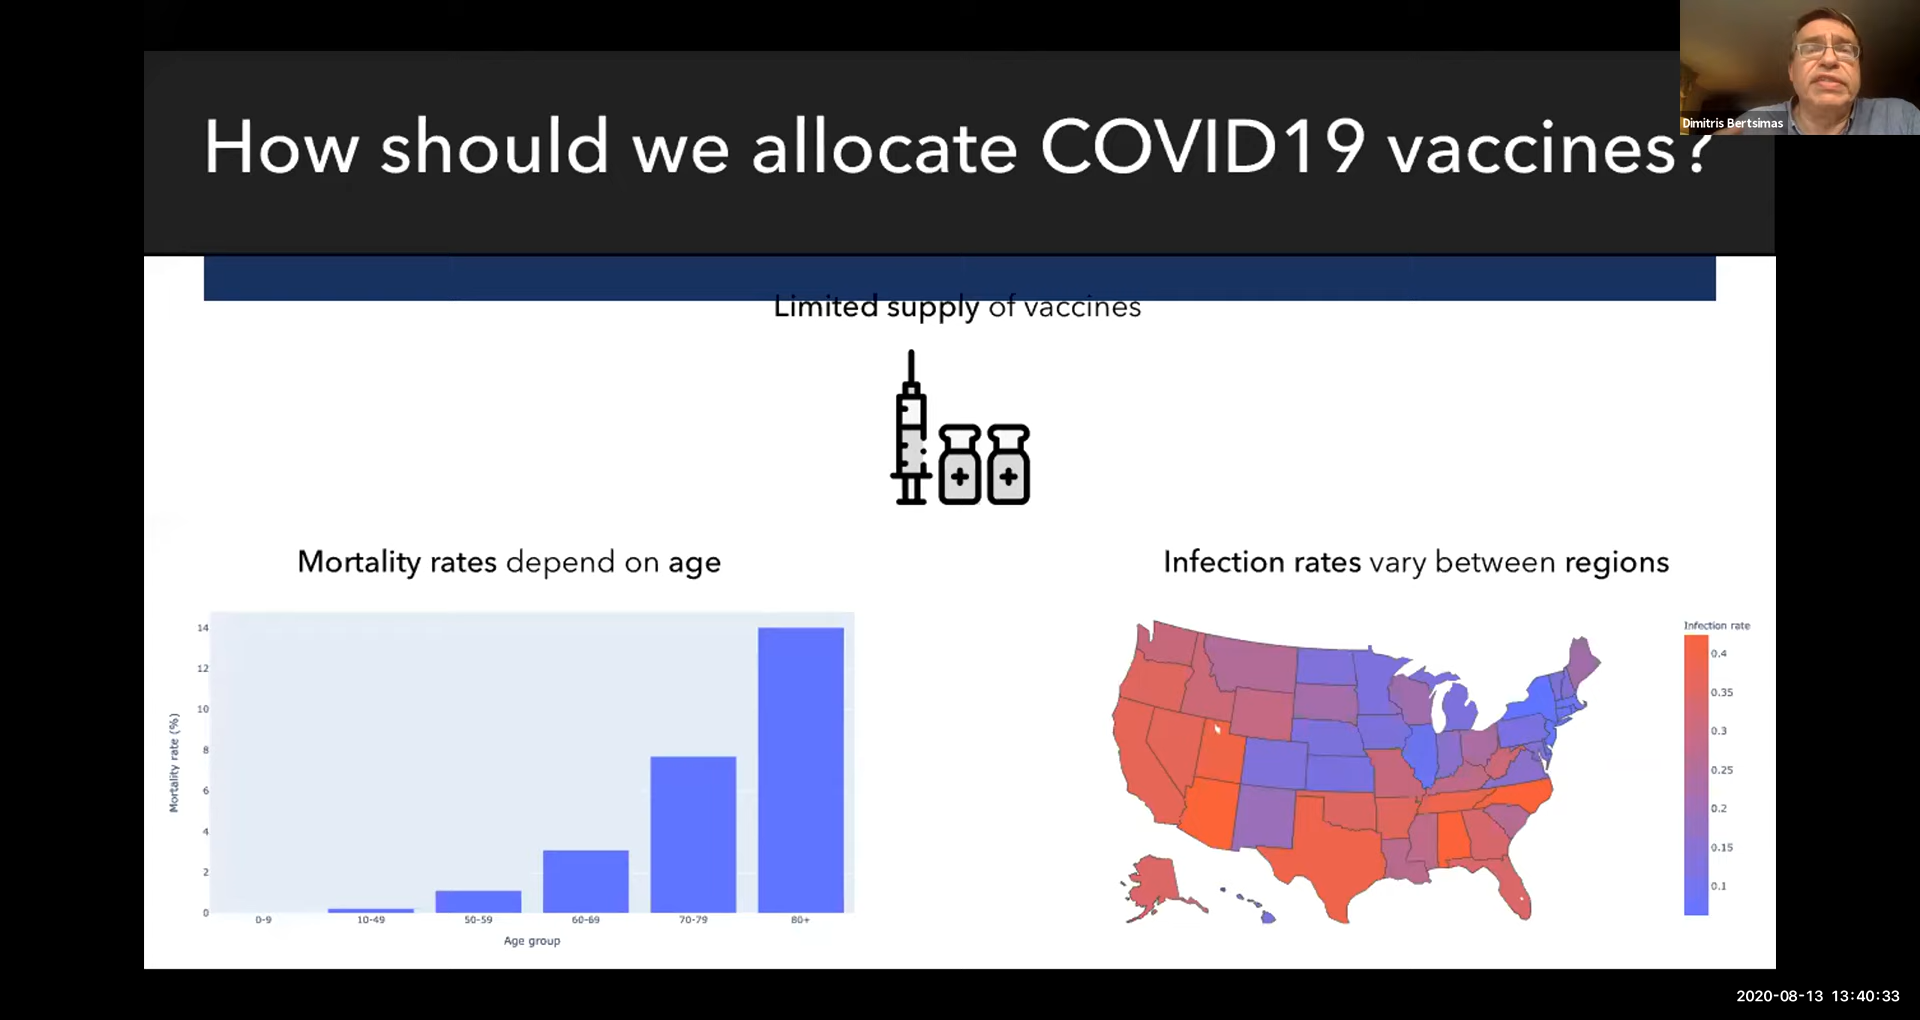 How should we allocate COVID19 vaccines?
Dimitris Bertsimas
Limited supply of vaccines
Mortality rates depend on age
Infection rates vary between regions
Mortality rate (%)
14
12
10
8
6
4
2
0
0-9 10-49 50-59 60-69 70-79 80+
Age group
Infection rate
0.4
0.35
0.3
0.25
0.2
0.15
0.1
2020-08-13 13:40:33